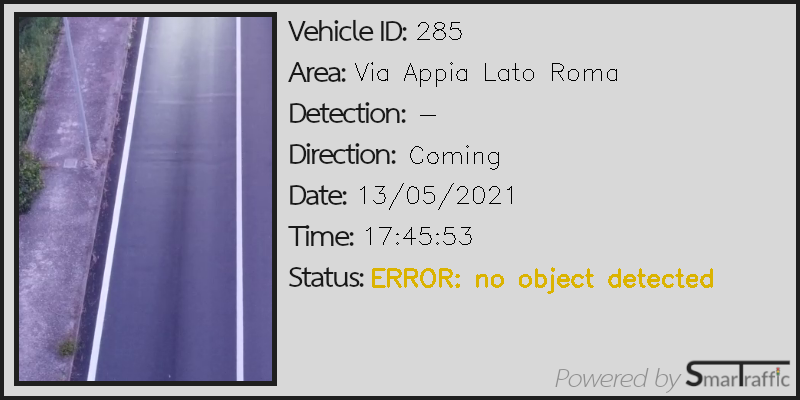 Vehicle ID: 285
Area: Via Appia Lato Roma
Detection: –
Direction: Coming
Date: 13/05/2021
Time: 17:45:53
Status: ERROR: no object detected
Powered by SmarTraffic